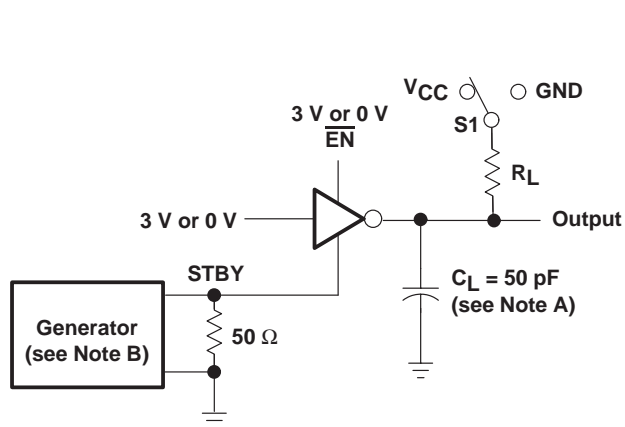 VCC
GND
S1
3 V or 0 V
EN
RL
3 V or 0 V
Output
STBY
CL = 50 pF
(see Note A)
Generator
(see Note B)
50 Ω